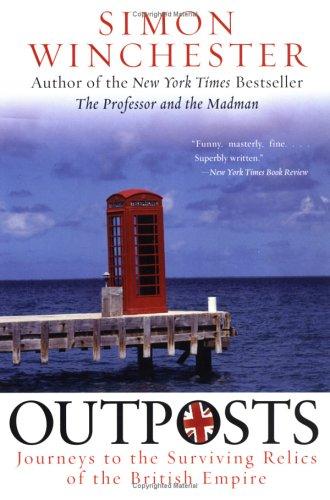 SIMON
WINCHESTER
Author of the New York Times Bestseller
The Professor and the Madman
"Funny. masterly, fine. . . .
Superbly written."
—New York Times Book Review
OUTPOSTS
Journeys to the Surviving Relics
of the British Empire